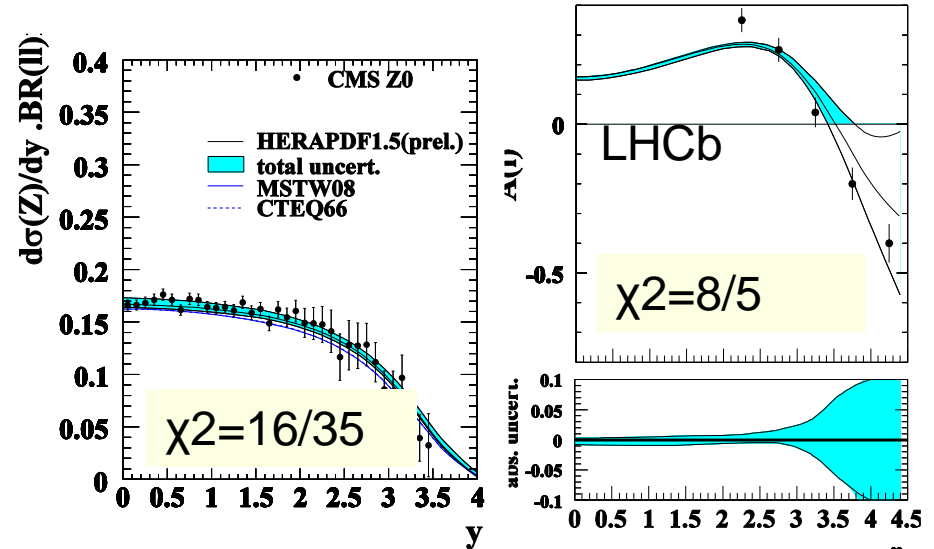 dσ(Z)/dy .BR(ll)
0.4
0.35
0.3
0.25
0.2
0.15
0.1
0.05
0
CMS Z0
HERAPDF1.5(prel.)
total uncert.
MSTW08
CTEQ66
χ2=16/35
0 0.5 1 1.5 2 2.5 3 3.5 4
y
0
-0.5
LHCb
χ2=8/5
0.1
0.05
0
-0.05
-0.1
abs. uncert.
0 0.5 1 1.5 2 2.5 3 3.5 4 4.5